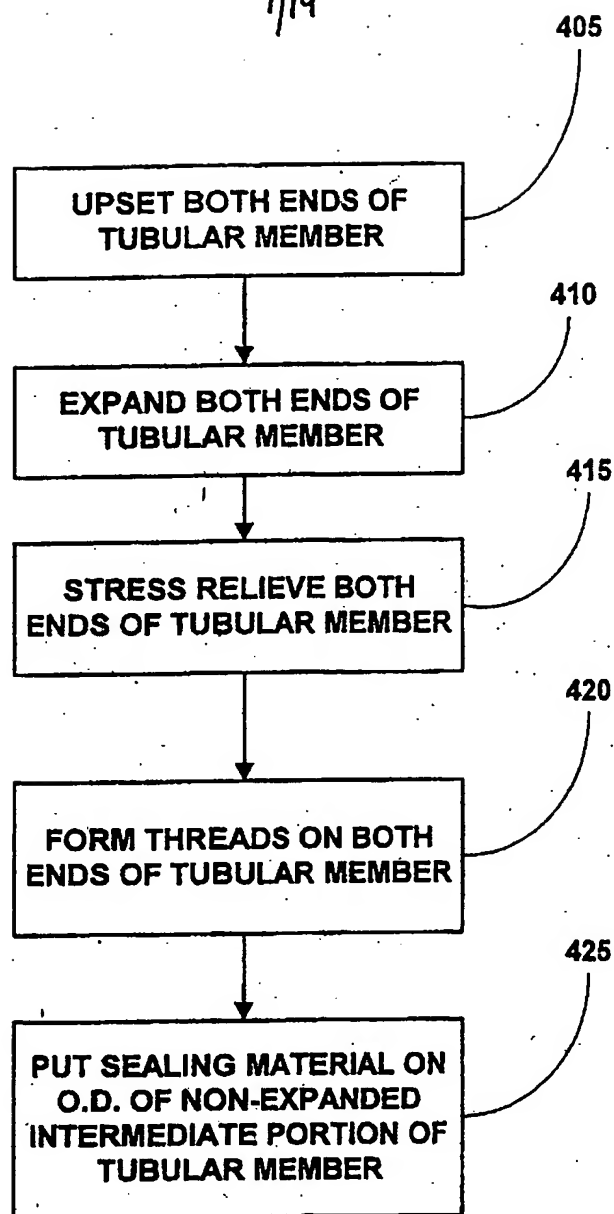 7/19
405
UPSET BOTH ENDS OF
TUBULAR MEMBER
410
EXPAND BOTH ENDS OF
TUBULAR MEMBER
415
STRESS RELIEVE BOTH
ENDS OF TUBULAR MEMBER
420
FORM THREADS ON BOTH
ENDS OF TUBULAR MEMBER
425
PUT SEALING MATERIAL ON
O.D. OF NON-EXPANDED
INTERMEDIATE PORTION OF
TUBULAR MEMBER